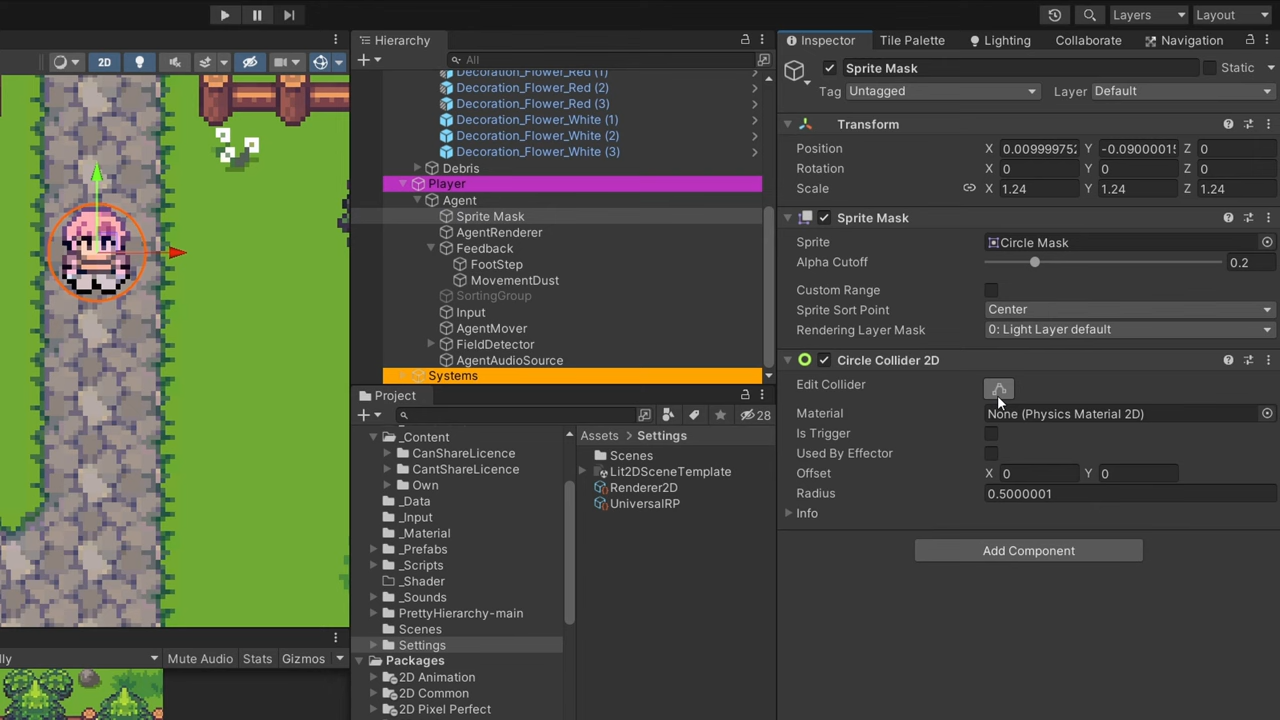 Layers
Layout
2D
Hierarchy
All
Decoration_Flower_Red (1)
Decoration_Flower_Red (2)
Decoration_Flower_Red (3)
Decoration_Flower_White (1)
Decoration_Flower_White (2)
Decoration_Flower_White (3)
Debris
Player
Agent
Sprite Mask
AgentRenderer
Feedback
FootStep
MovementDust
SortingGroup
Input
AgentMover
FieldDetector
AgentAudioSource
Systems
Project
28
_Content
CanShareLicence
CantShareLicence
Own
_Data
_Input
_Material
_Prefabs
_Scripts
_Shader
_Sounds
PrettyHierarchy-main
Scenes
Settings
Packages
2D Animation
2D Common
2D Pixel Perfect
Assets > Settings
Scenes
Lit2DSceneTemplate
Renderer2D
UniversalRP
Mute Audio Stats Gizmos
Inspector Tile Palette Lighting Collaborate Navigation
Sprite Mask Static
Tag Untagged Layer Default
Transform
Position X 0.009999752 Y -0.0900001 Z 0
Rotation X 0 Y 0 Z 0
Scale X 1.24 Y 1.24 Z 1.24
Sprite Mask
Sprite Circle Mask
Alpha Cutoff 0.2
Custom Range
Sprite Sort Point Center
Rendering Layer Mask 0: Light Layer default
Circle Collider 2D
Edit Collider
Material None (Physics Material 2D)
Is Trigger
Used By Effector
Offset X 0 Y 0
Radius 0.5000001
Info
Add Component